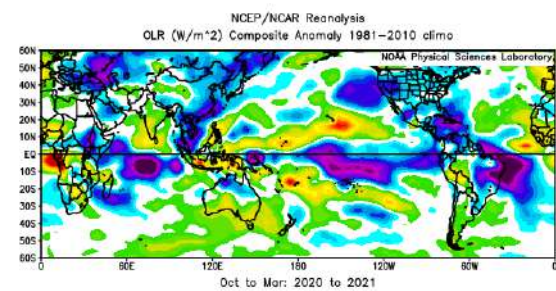 NCEP/NCAR Reanalysis
OLR (W/m^2) Composite Anomaly 1981-2010 climo
NOAA Physical Sciences Laboratory
60N
50N
40N
30N
20N
10N
EQ
10S
20S
30S
40S
50S
60S
0 60E 120E 180 120W 60W 0
Oct to Mar: 2020 to 2021